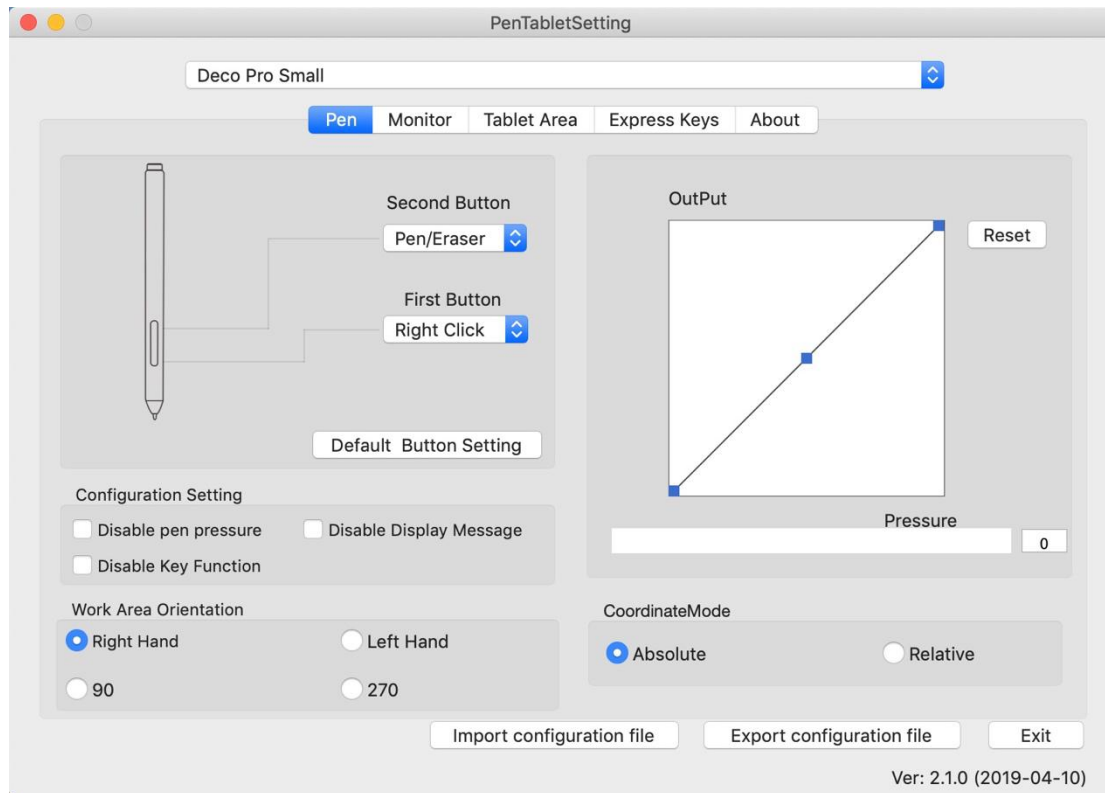 PenTabletSetting
Deco Pro Small
Pen Monitor Tablet Area Express Keys About
Second Button
Pen/Eraser
First Button
Right Click
Default Button Setting
OutPut
Reset
Pressure
0
Configuration Setting
Disable pen pressure Disable Display Message
Disable Key Function
Work Area Orientation
Right Hand Left Hand
90 270
CoordinateMode
Absolute Relative
Import configuration file Export configuration file Exit
Ver: 2.1.0 (2019-04-10)